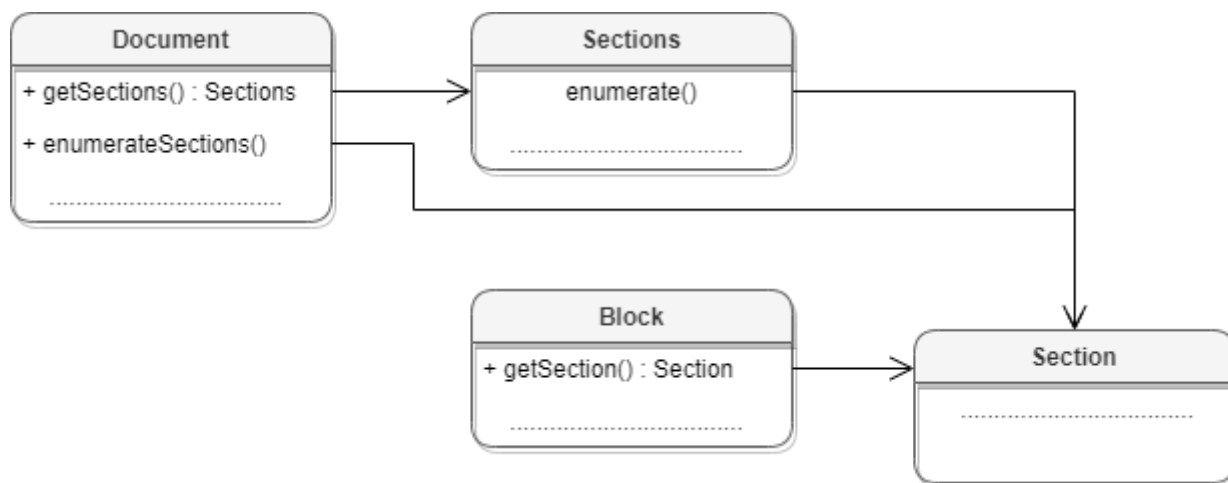 Document
+ getSections() : Sections
+ enumerateSections()
Sections
enumerate()
Block
+ getSection() : Section
Section